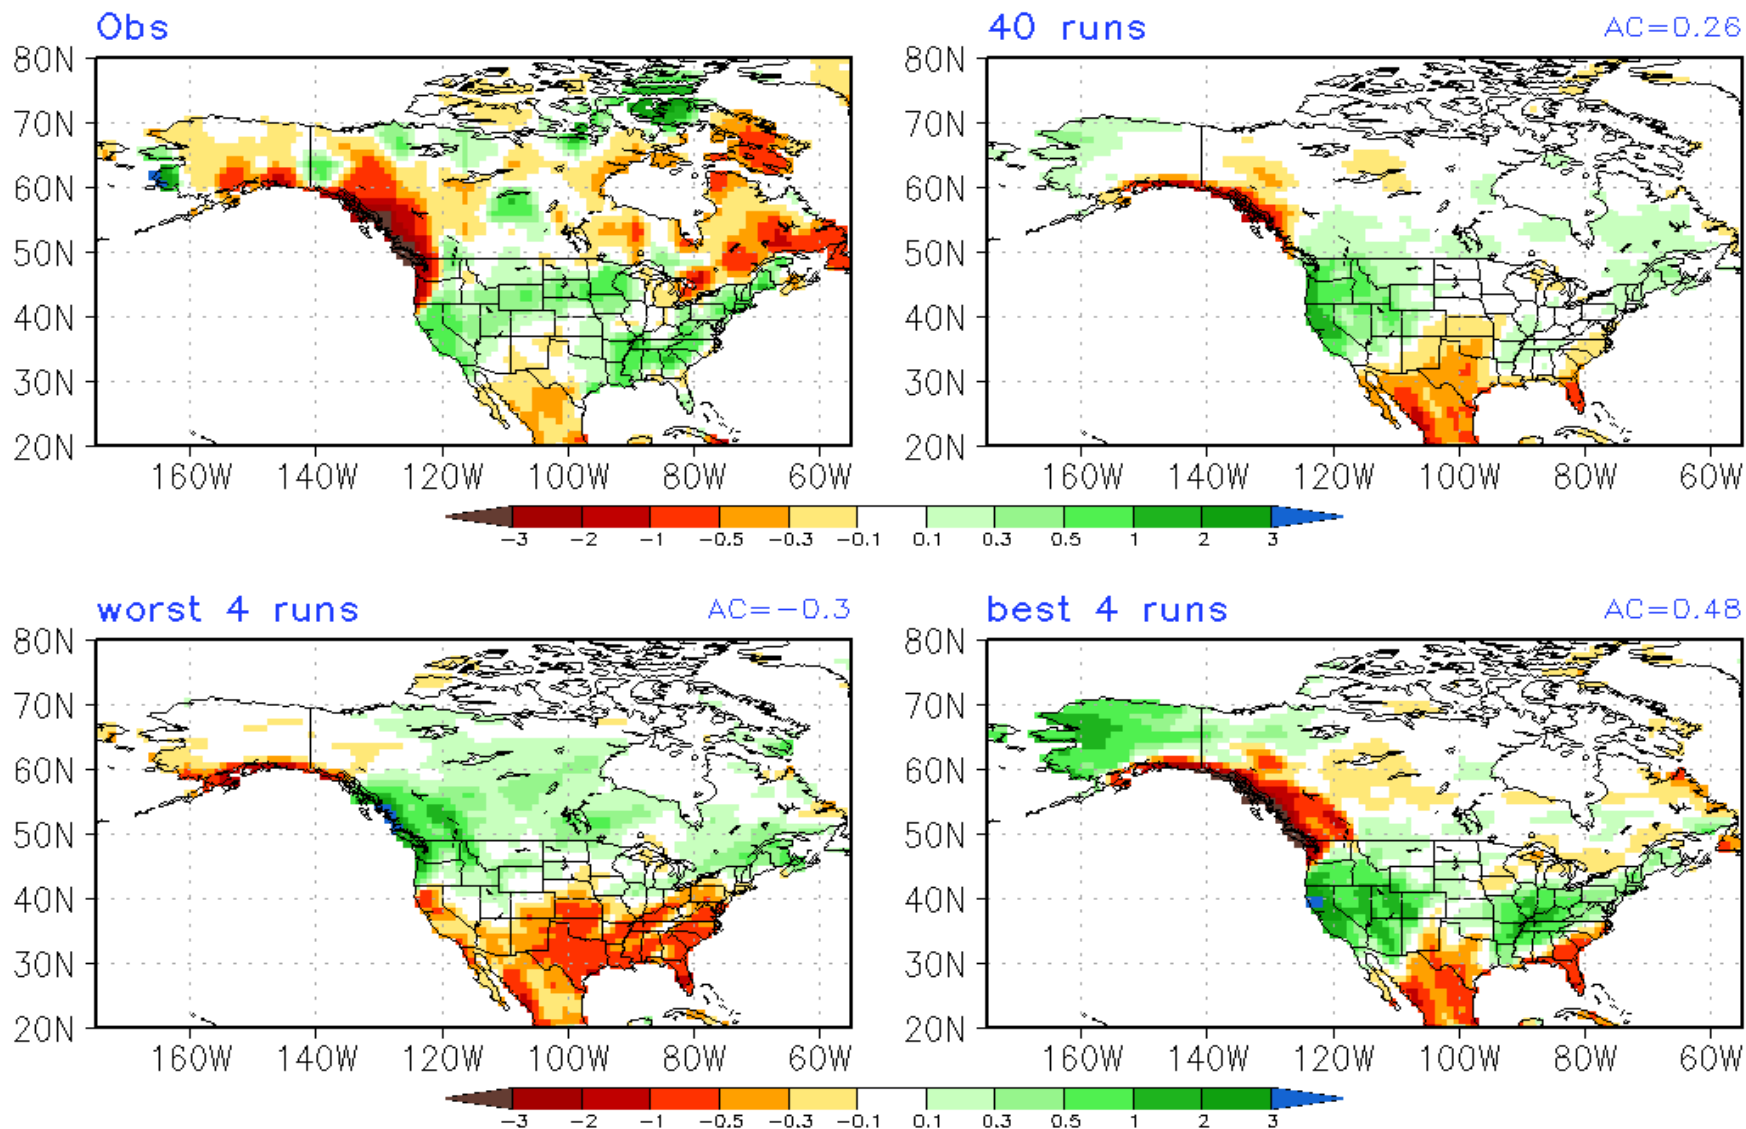 Obs
40 runs AC=0.26
80N 80N
70N 70N
60N 60N
50N 50N
40N 40N
30N 30N
20N 20N
160W 140W 120W 100W 80W 60W 160W 140W 120W 100W 80W 60W
-3 -2 -1 -0.5 -0.3 -0.1 0.1 0.3 0.5 1 2 3
worst 4 runs AC=-0.3
best 4 runs AC=0.48
80N 80N
70N 70N
60N 60N
50N 50N
40N 40N
30N 30N
20N 20N
160W 140W 120W 100W 80W 60W 160W 140W 120W 100W 80W 60W
-3 -2 -1 -0.5 -0.3 -0.1 0.1 0.3 0.5 1 2 3